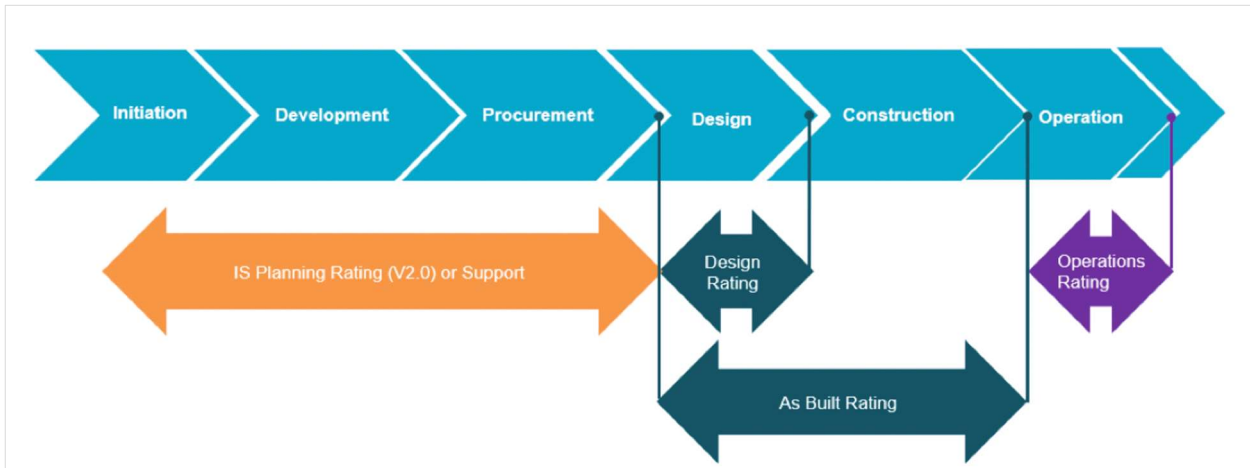 Initiation
Development
Procurement
Design
Construction
Operation
IS Planning Rating (V2.0) or Support
Design
Rating
Operations
Rating
As Built Rating